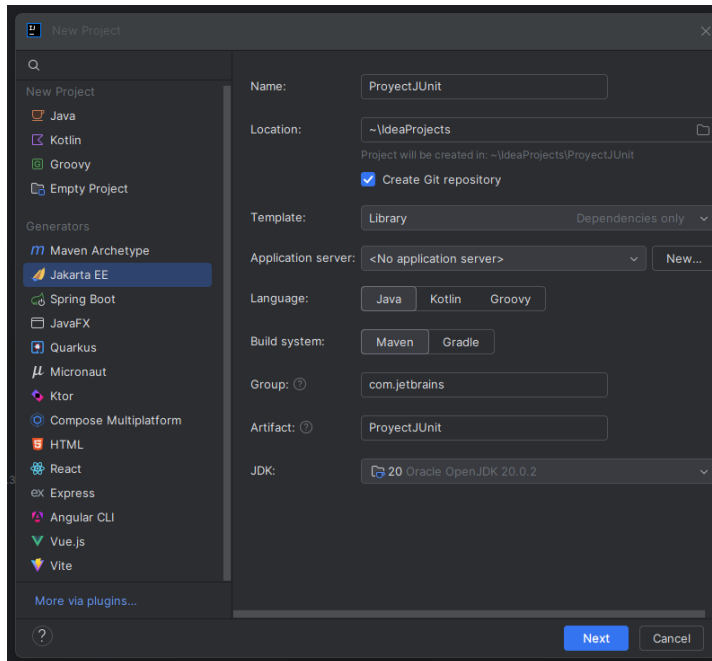 New Project
New Project
Java
Kotlin
Groovy
Empty Project
Generators
Maven Archetype
Jakarta EE
Spring Boot
JavaFX
Quarkus
Micronaut
Ktor
Compose Multiplatform
HTML
React
Express
Angular CLI
Vue.js
Vite
More via plugins...
Name: ProyectJUnit
Location: ~\IdeaProjects
Project will be created in: ~\IdeaProjects\ProyectJUnit
Create Git repository
Template: Library Dependencies only
Application server: <No application server> New...
Language: Java Kotlin Groovy
Build system: Maven Gradle
Group: com.jetbrains
Artifact: ProyectJUnit
JDK: 20 Oracle OpenJDK 20.0.2
? Next Cancel